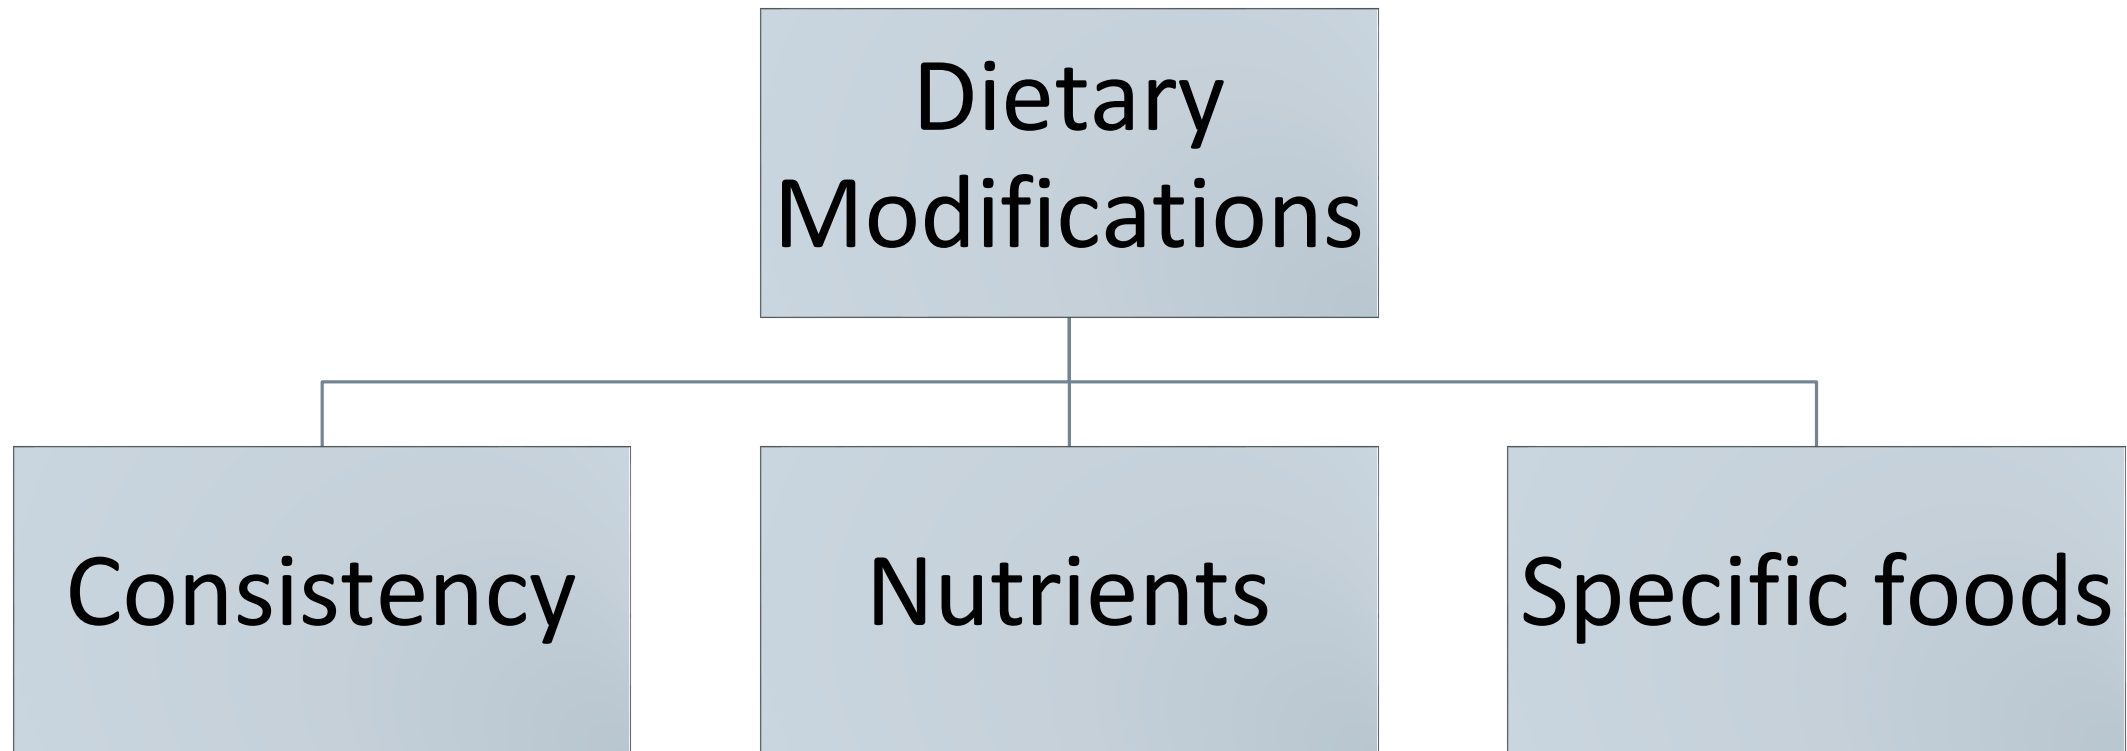 Dietary
Modifications
Consistency
Nutrients
Specific foods